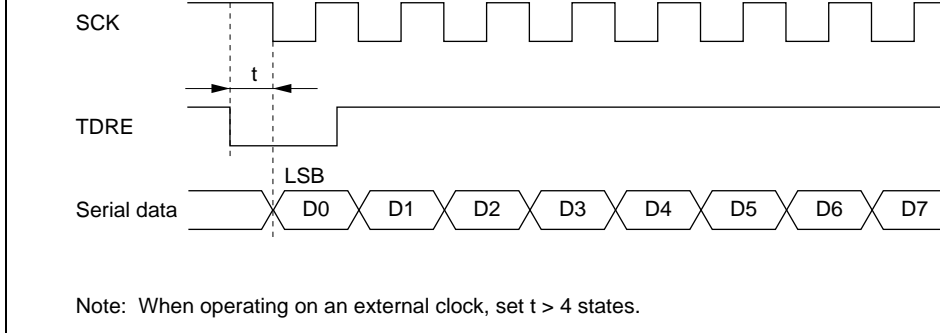 SCK
t
TDRE
LSB
Serial data D0 D1 D2 D3 D4 D5 D6 D7
Note: When operating on an external clock, set t > 4 states.